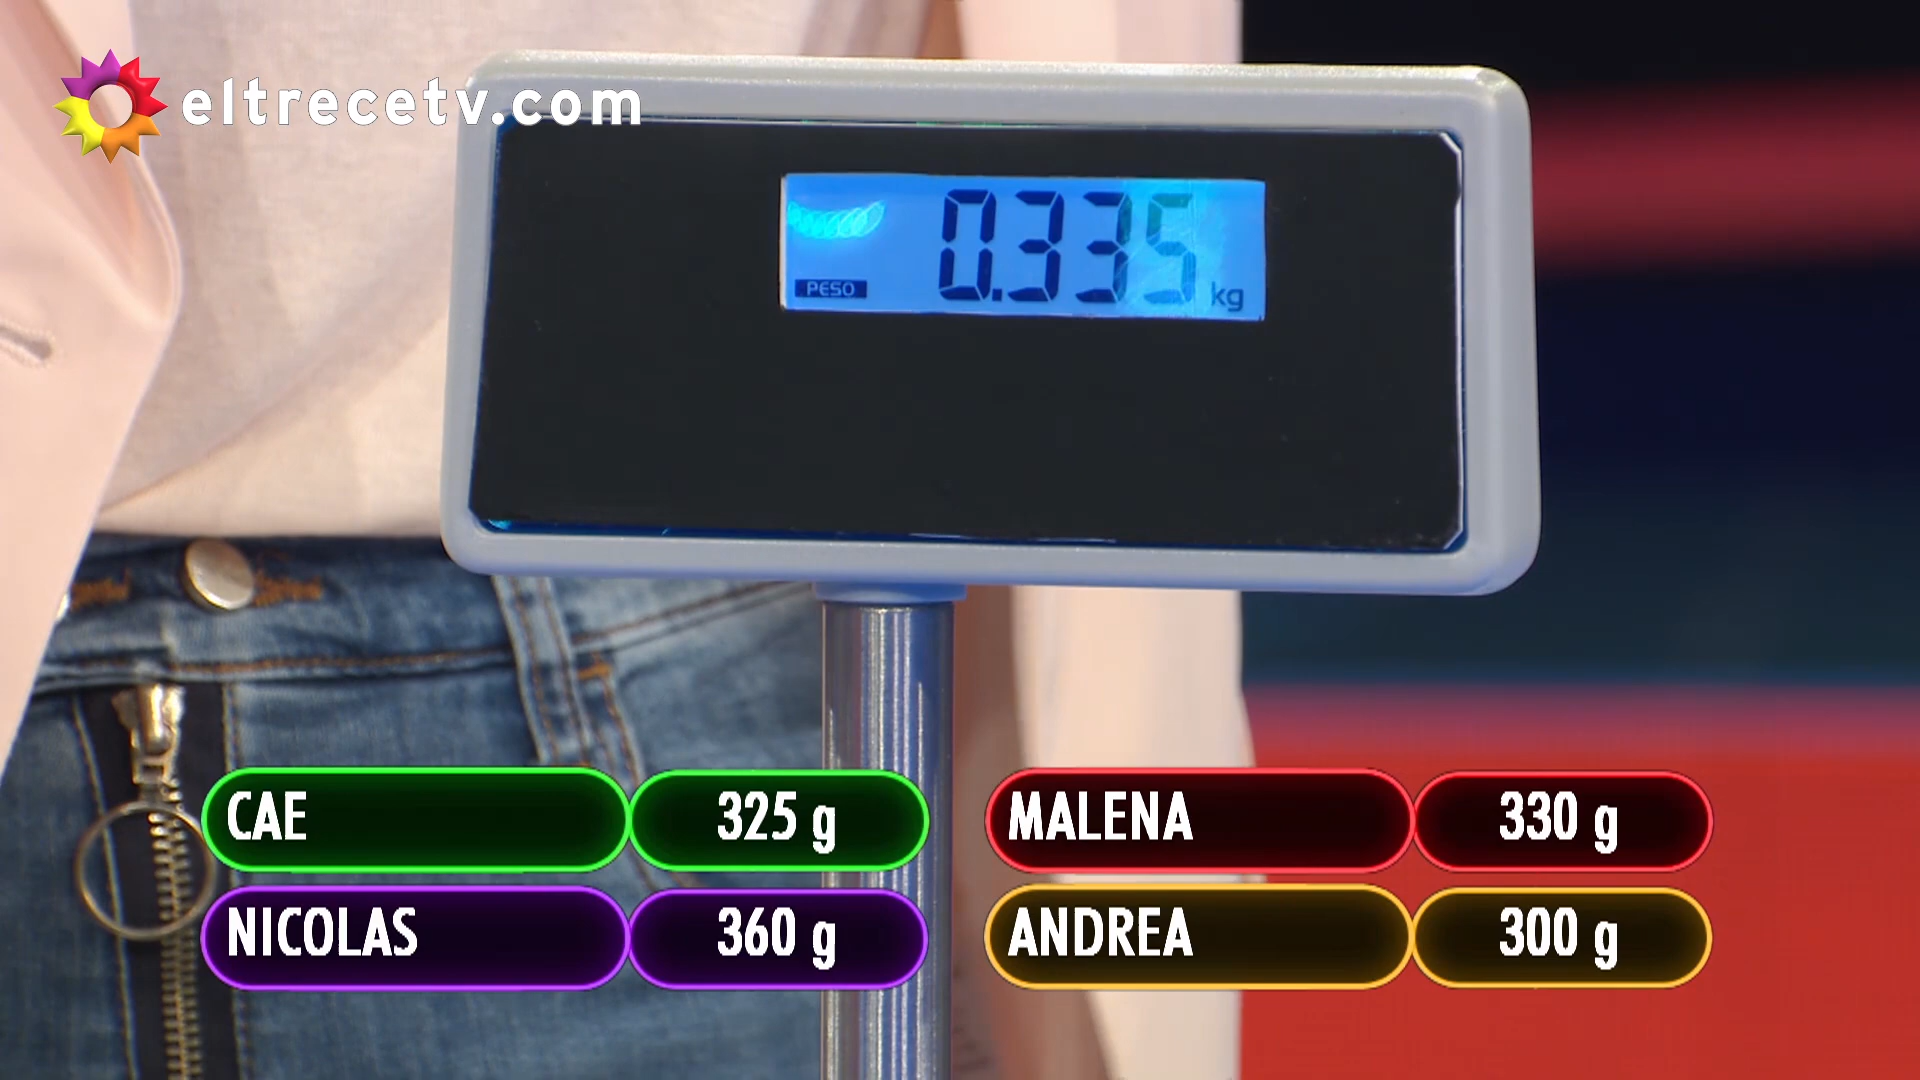 eltrecetv.com
0.335 kg
PESO
CAE 325 g
MALENA 330 g
NICOLAS 360 g
ANDREA 300 g